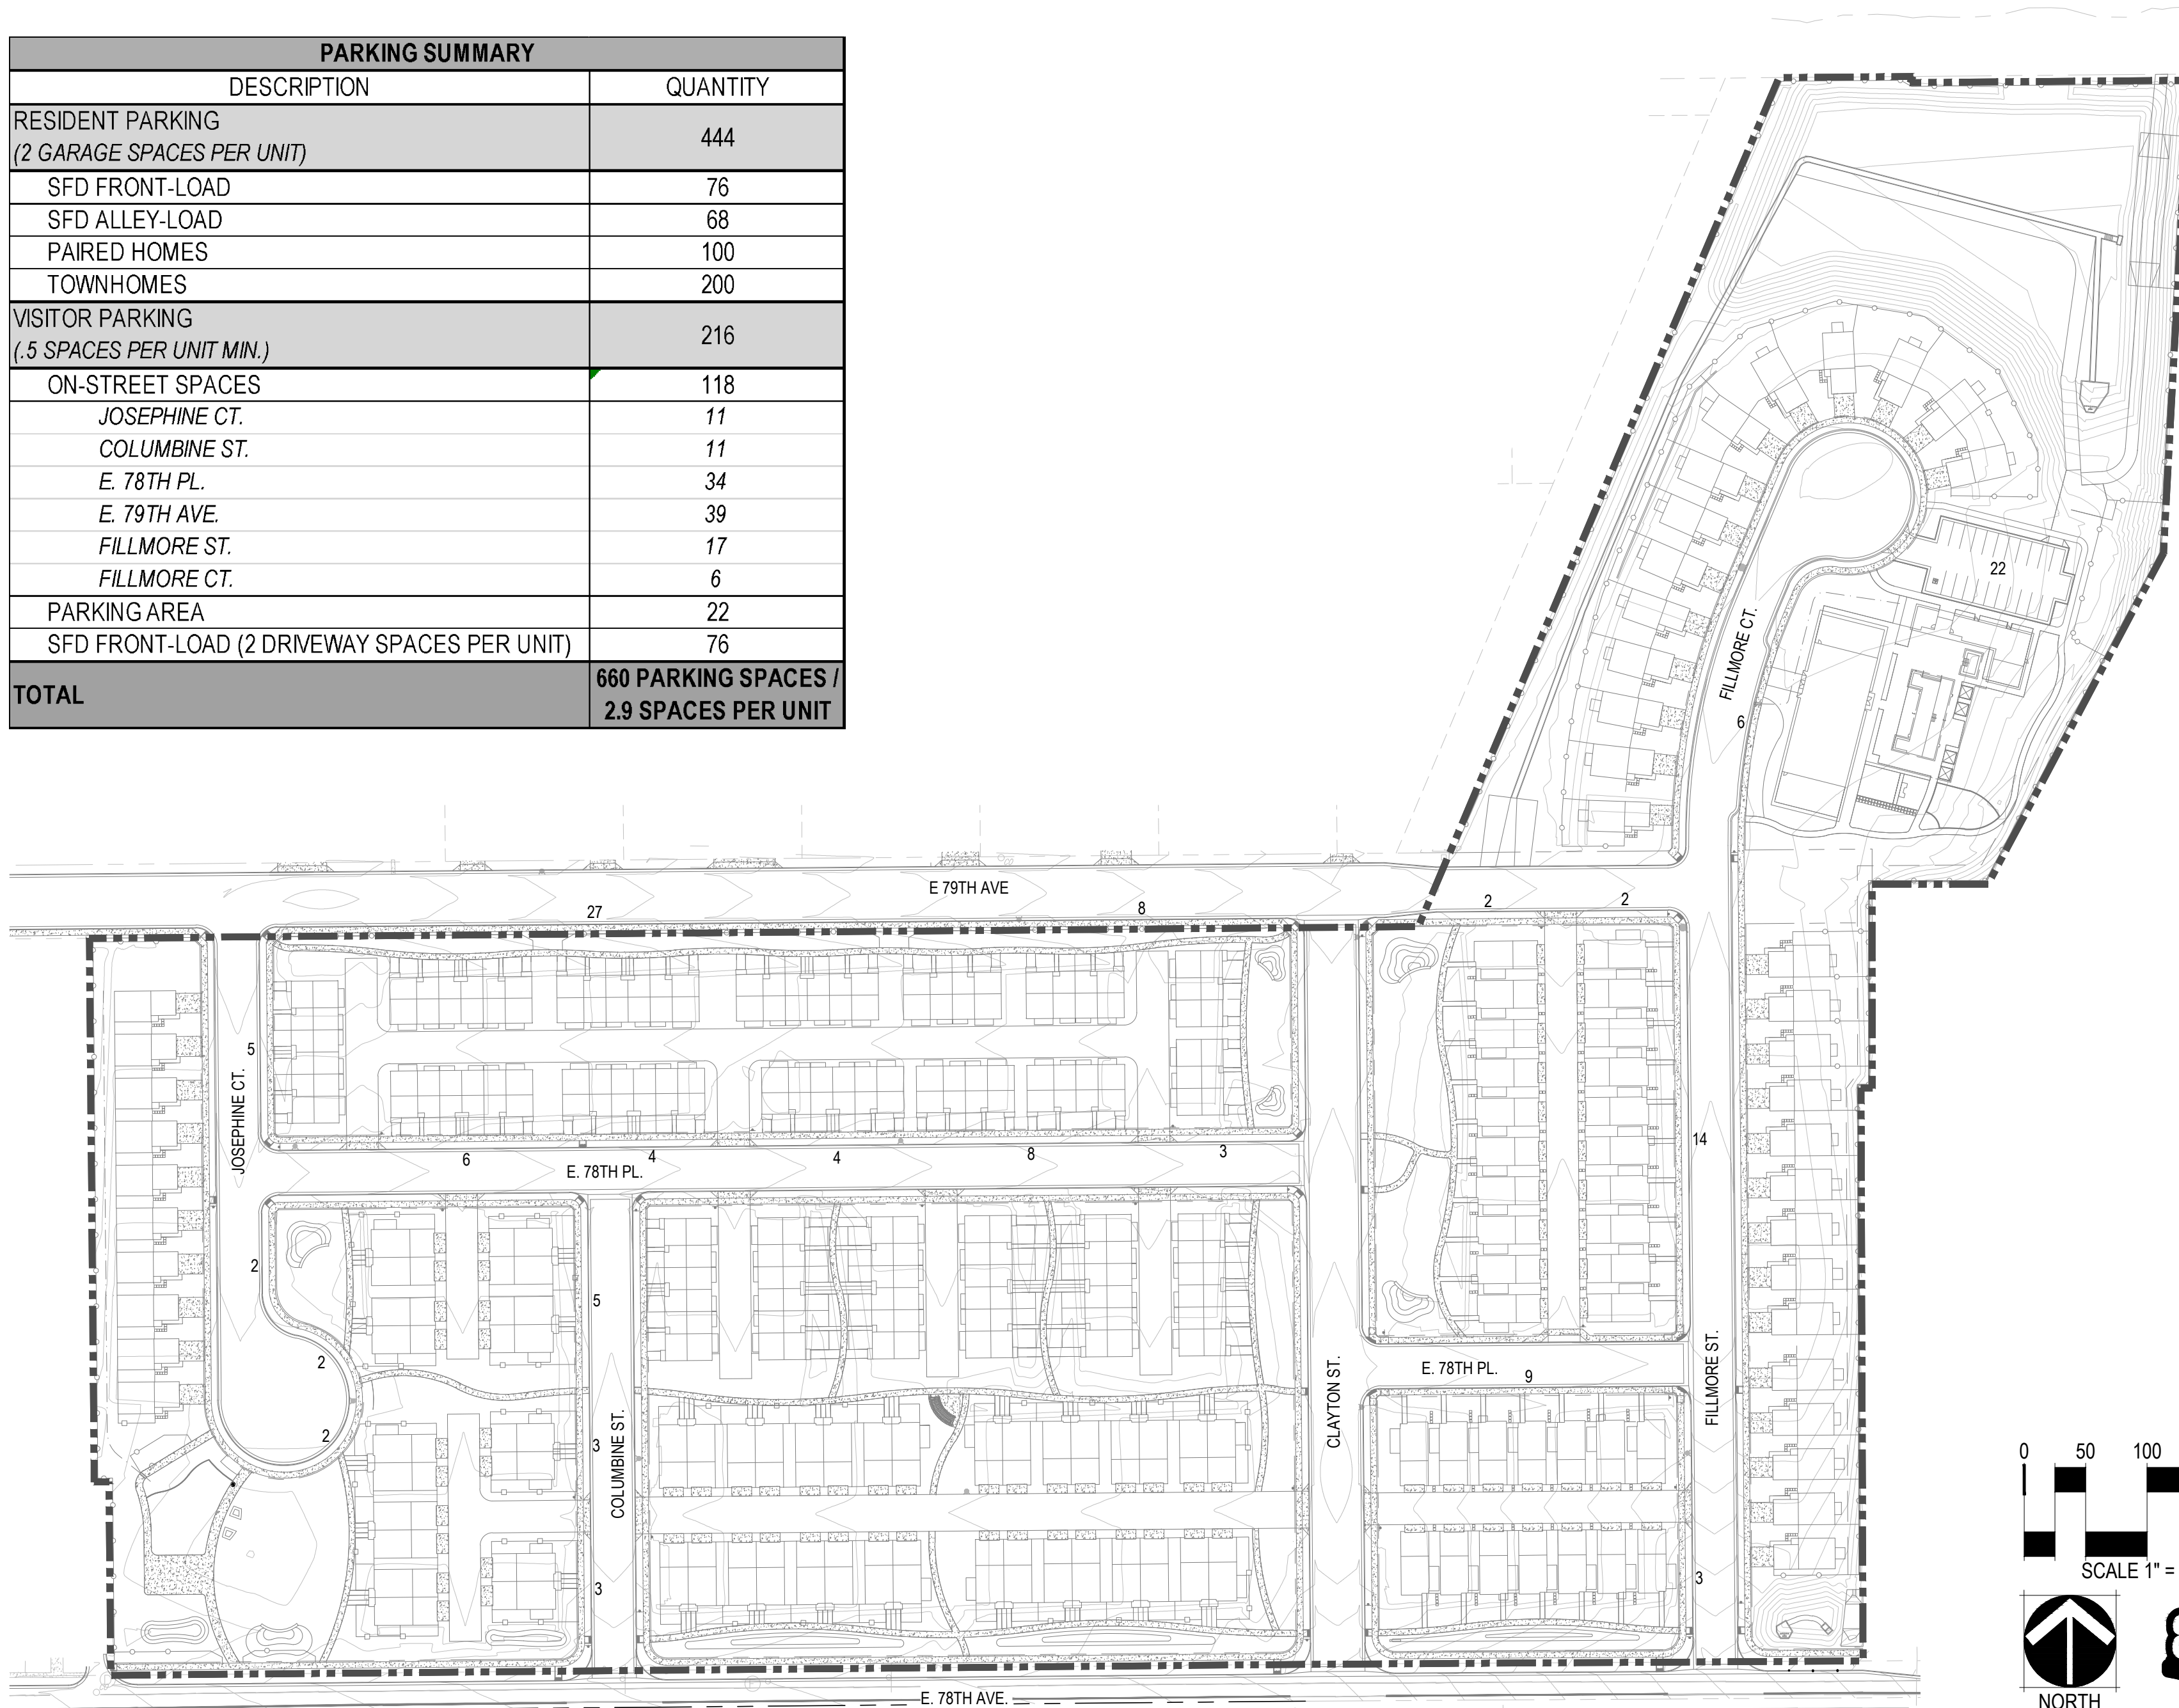 PARKING SUMMARY
DESCRIPTION QUANTITY
RESIDENT PARKING
(2 GARAGE SPACES PER UNIT) 444
SFD FRONT-LOAD 76
SFD ALLEY-LOAD 68
PAIRED HOMES 100
TOWNHOMES 200
VISITOR PARKING
(.5 SPACES PER UNIT MIN.) 216
ON-STREET SPACES 118
JOSEPHINE CT. 11
COLUMBINE ST. 11
E. 78TH PL. 34
E. 79TH AVE. 39
FILLMORE ST. 17
FILLMORE CT. 6
PARKING AREA 22
SFD FRONT-LOAD (2 DRIVEWAY SPACES PER UNIT) 76
TOTAL 660 PARKING SPACES /
2.9 SPACES PER UNIT
22
FILLMORE CT.
6
E 79TH AVE
27
8
2
2
5
JOSEPHINE CT.
6
4
4
8
3
E. 78TH PL.
14
2
5
2
2
3
COLUMBINE ST.
3
CLAYTON ST.
E. 78TH PL.
9
FILLMORE ST.
3
0 50 100
SCALE 1" =
NORTH
E. 78TH AVE.